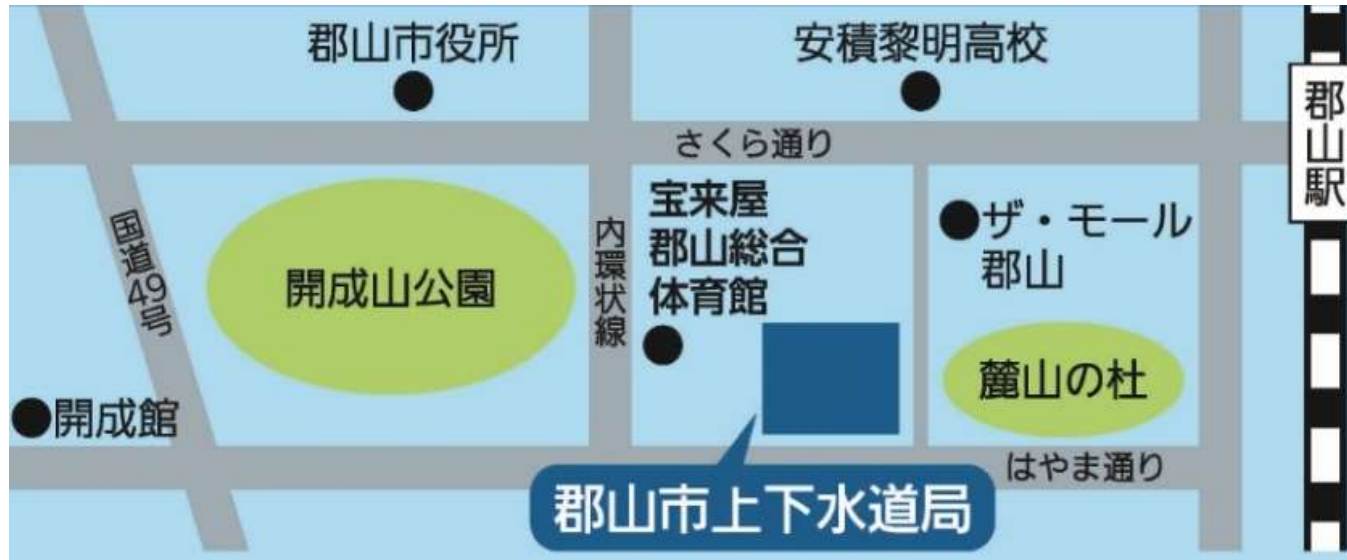 郡山市役所
安積黎明高校
郡山駅
さくら通り
国道49号
開成山公園
内環状線
宝来屋
郡山総合
体育館
ザ・モール
郡山
麓山の杜
開成館
はやま通り
郡山市上下水道局